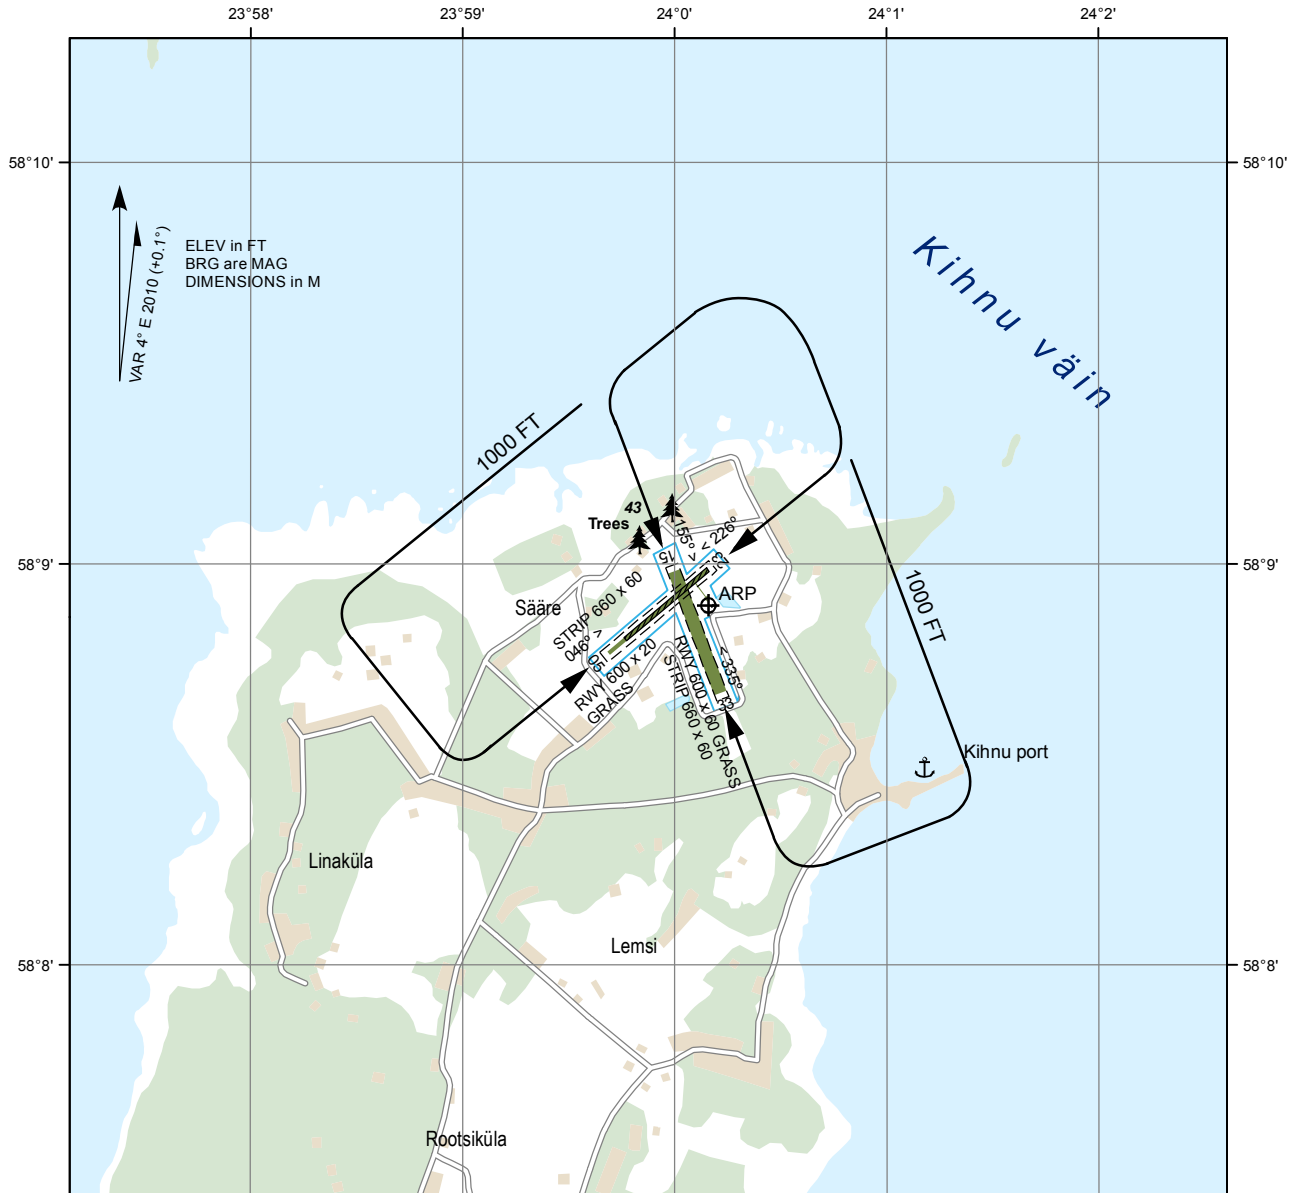 23°58'
23°59'
24°0'
24°1'
24°2'
58°10'
58°10'
VAR 4° E 2010 (+0.1°)
ELEV in FT
BRG are MAG
DIMENSIONS in M
Kihnu väin
1000 FT
43
Trees
155° >
< 226°
15
23
58°9'
58°9'
ARP
1000 FT
Sääre
STRIP 660 x 60
046° >
05
RWY 600 x 20
GRASS
RWY 600 x 60 GRASS
STRIP 660 x 60
< 335°
33
Kihnu port
Linaküla
Lemsi
58°8'
58°8'
Rootsiküla